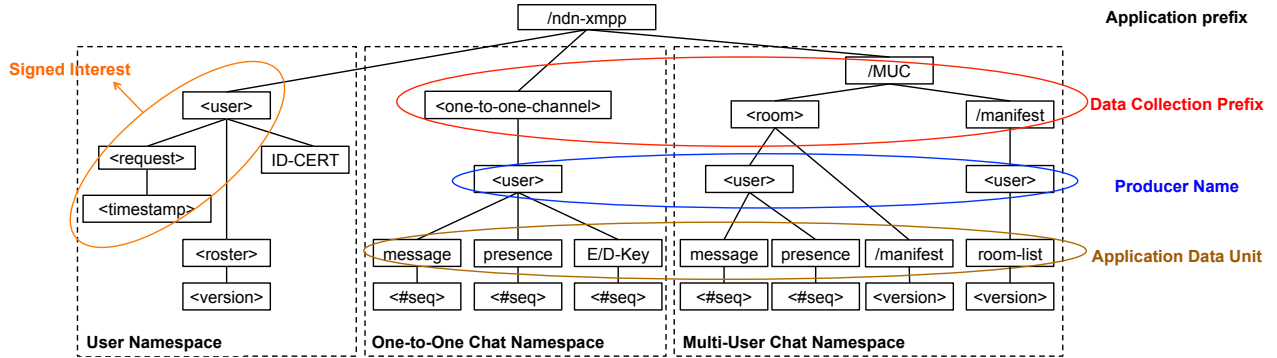 /ndn-xmpp
Application prefix
Signed Interest
/MUC
<user>
<one-to-one-channel>
<room>
/manifest
Data Collection Prefix
<request>
ID-CERT
<user>
<user>
<user>
Producer Name
<timestamp>
<roster>
message
presence
E/D-Key
message
presence
/manifest
room-list
Application Data Unit
<version>
<#seq>
<#seq>
<#seq>
<#seq>
<#seq>
<version>
<version>
User Namespace
One-to-One Chat Namespace
Multi-User Chat Namespace